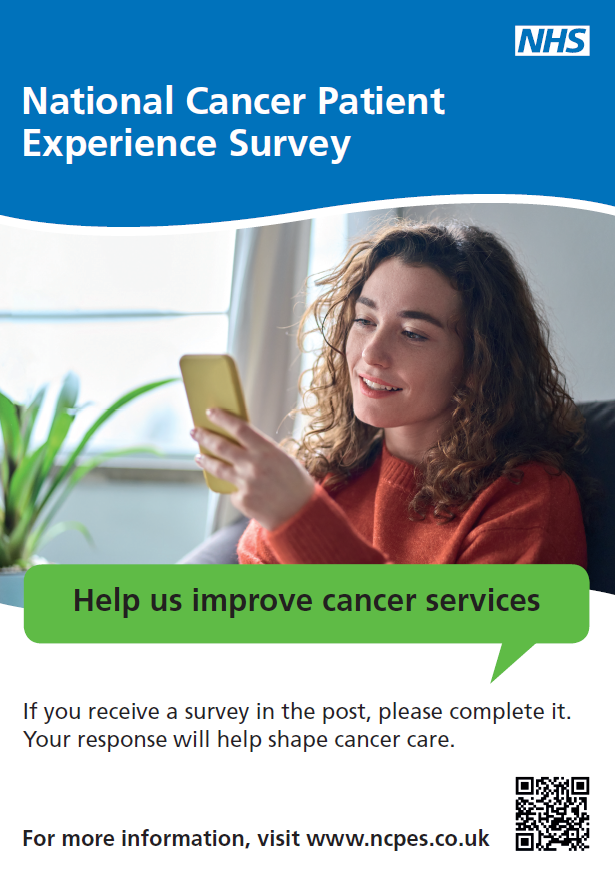 NHS
National Cancer Patient
Experience Survey
Help us improve cancer services
If you receive a survey in the post, please complete it.
Your response will help shape cancer care.
For more information, visit www.ncpes.co.uk